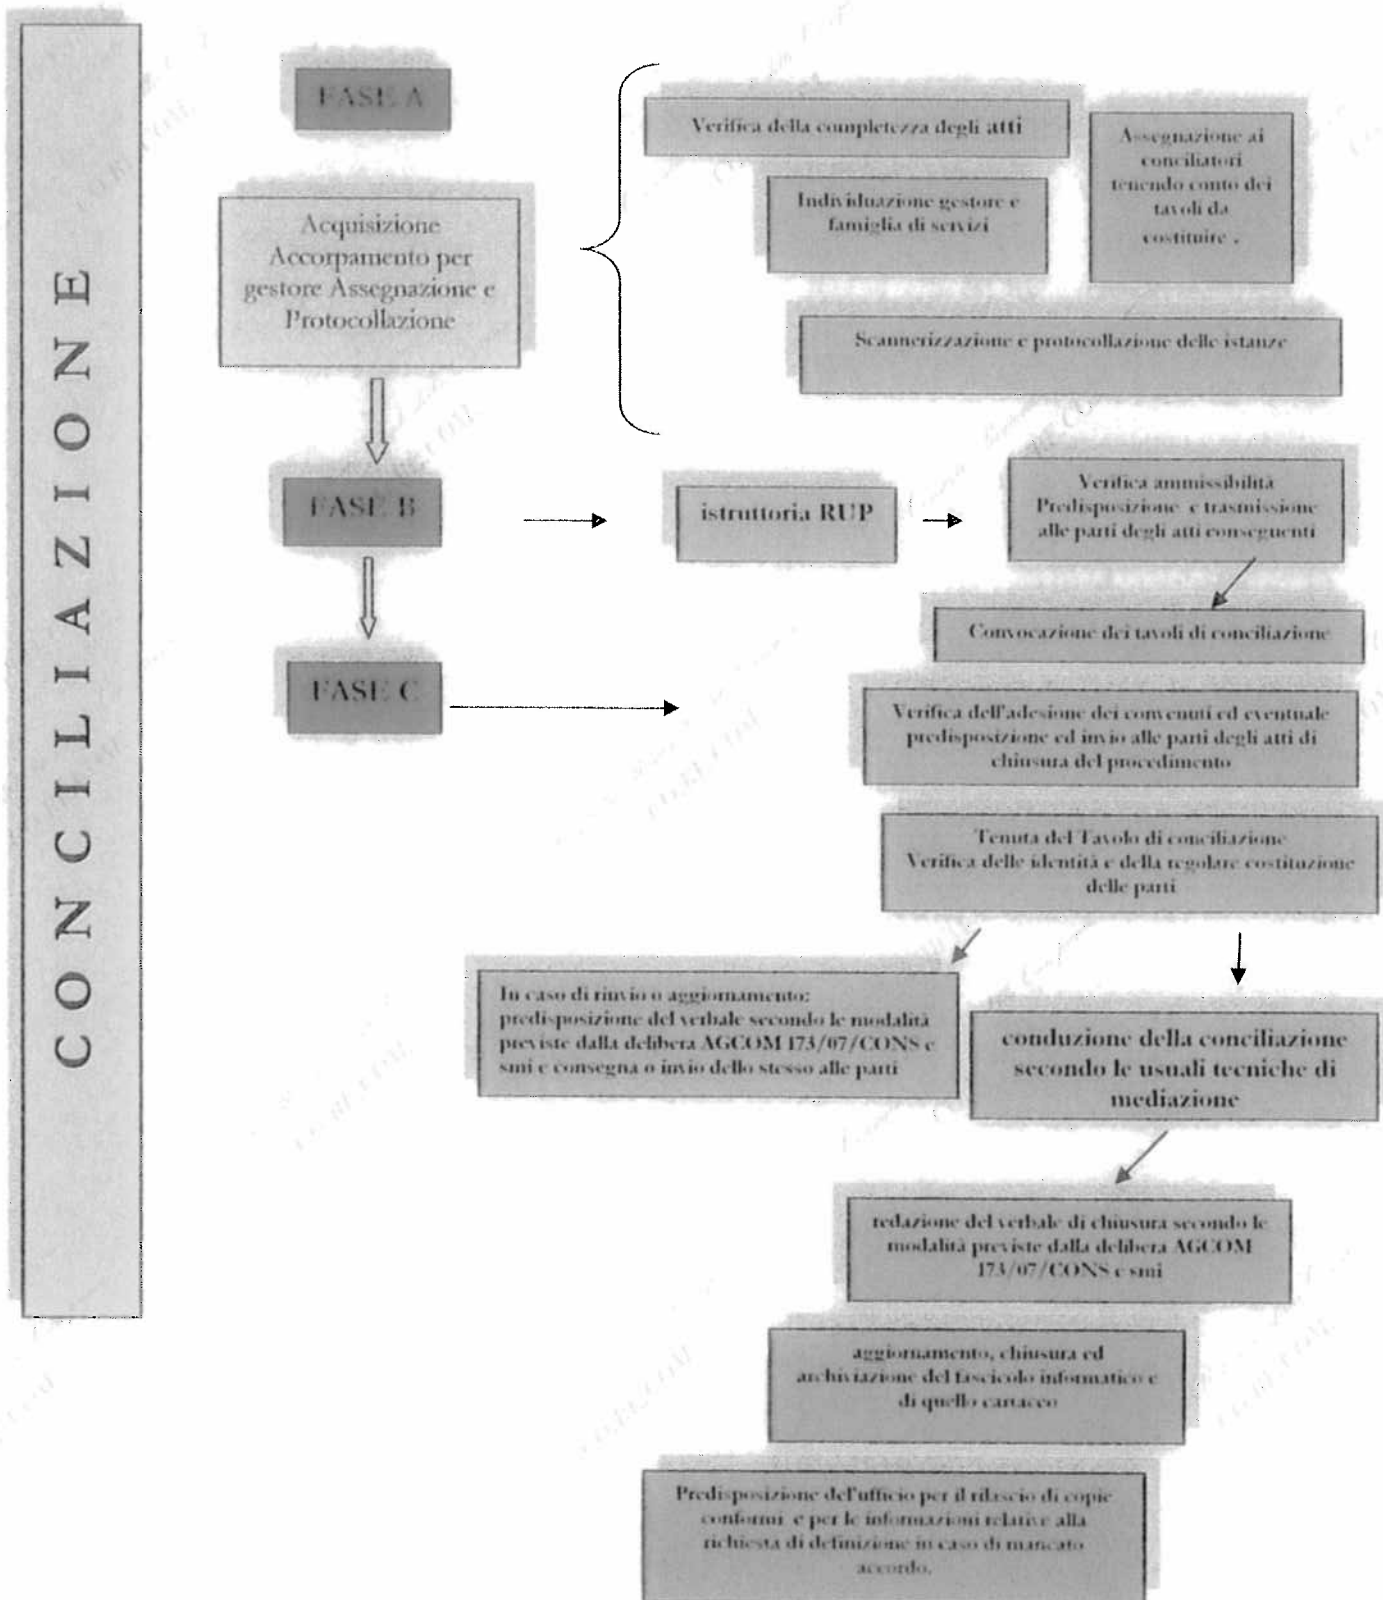 CONCILIAZIONE
FASE A
Acquisizione
Accorpamento per
gestore Assegnazione e
Protocollazione
Verifica della completezza degli atti
Individuazione gestore e
famiglia di servizi
Assegnazione ai
conciliatori
tenendo conto dei
tavoli da
costituire .
Scannerizzazione e protocollazione delle istanze
FASE B
istruttoria RUP
Verifica ammissibilità
Predisposizione e trasmissione
alle parti degli atti conseguenti
Convocazione dei tavoli di conciliazione
FASE C
Verifica dell'adesione dei convenuti ed eventuale
predisposizione ed invio alle parti degli atti di
chiusura del procedimento
Tenuta del Tavolo di conciliazione
Verifica delle identità e della regolare costituzione
delle parti
In caso di rinvio o aggiornamento:
predisposizione del verbale secondo le modalità
previste dalla delibera AGCOM 173/07/CONS e
smi e consegna o invio dello stesso alle parti
conduzione della conciliazione
secondo le usuali tecniche di
mediazione
redazione del verbale di chiusura secondo le
modalità previste dalla delibera AGCOM
173/07/CONS e smi
aggiornamento, chiusura ed
archiviazione del fascicolo informatico e
di quello cartaceo
Predisposizione del'ufficio per il rilascio di copie
conformi e per le informazioni relative alla
richiesta di definizione in caso di mancato
accordo.